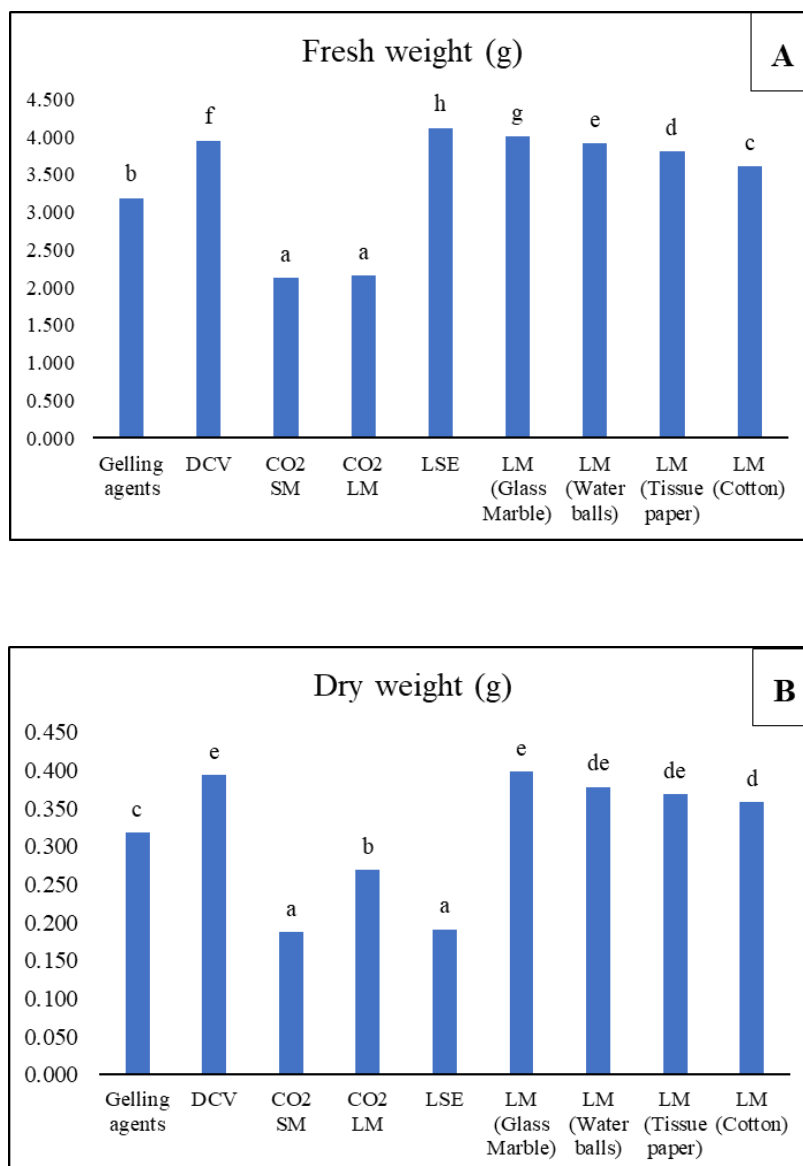 Fresh weight (g)
A
4.500
4.000
3.500
3.000
2.500
2.000
1.500
1.000
0.500
0.000
b
f
a
a
h
g
e
d
c
Gelling
agents
DCV
CO2
SM
CO2
LM
LSE
LM
(Glass
Marble)
LM
(Water
balls)
LM
(Tissue
paper)
LM
(Cotton)
Dry weight (g)
B
0.450
0.400
0.350
0.300
0.250
0.200
0.150
0.100
0.050
0.000
c
e
a
b
a
e
de
de
d
Gelling
agents
DCV
CO2
SM
CO2
LM
LSE
LM
(Glass
Marble)
LM
(Water
balls)
LM
(Tissue
paper)
LM
(Cotton)